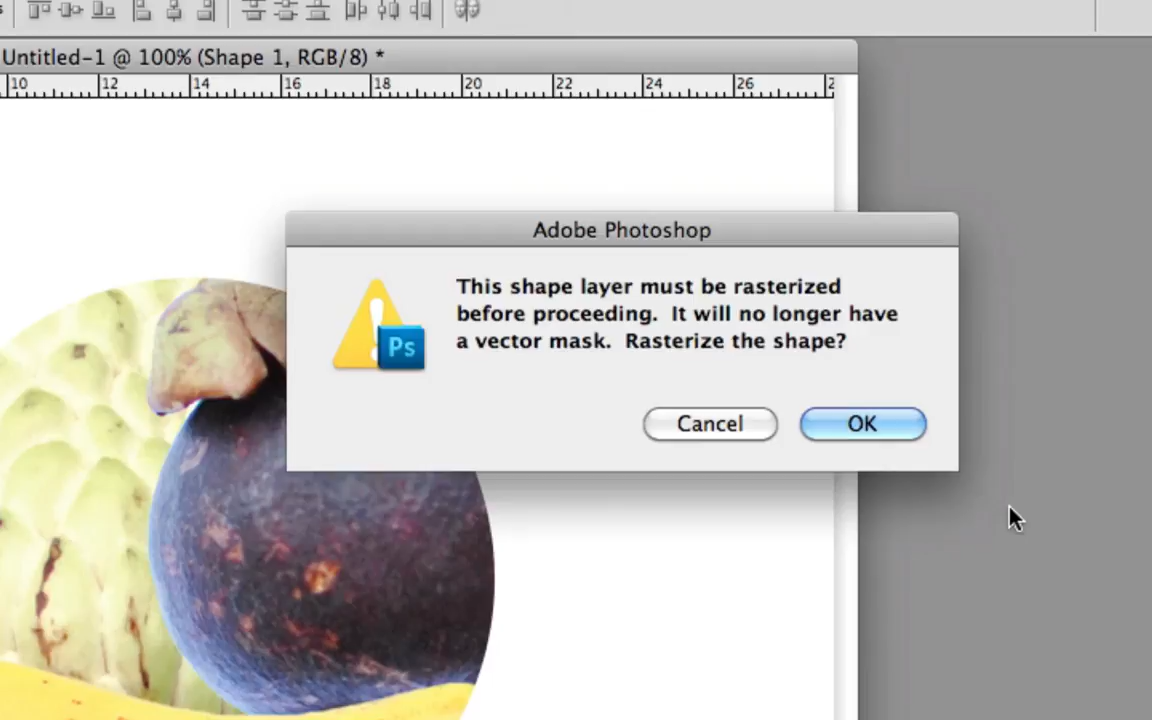 Untitled-1 @ 100% (Shape 1, RGB/8) *
10 12 14 16 18 20 22 24 26
Adobe Photoshop
This shape layer must be rasterized
before proceeding. It will no longer have
a vector mask. Rasterize the shape?
Ps
Cancel OK